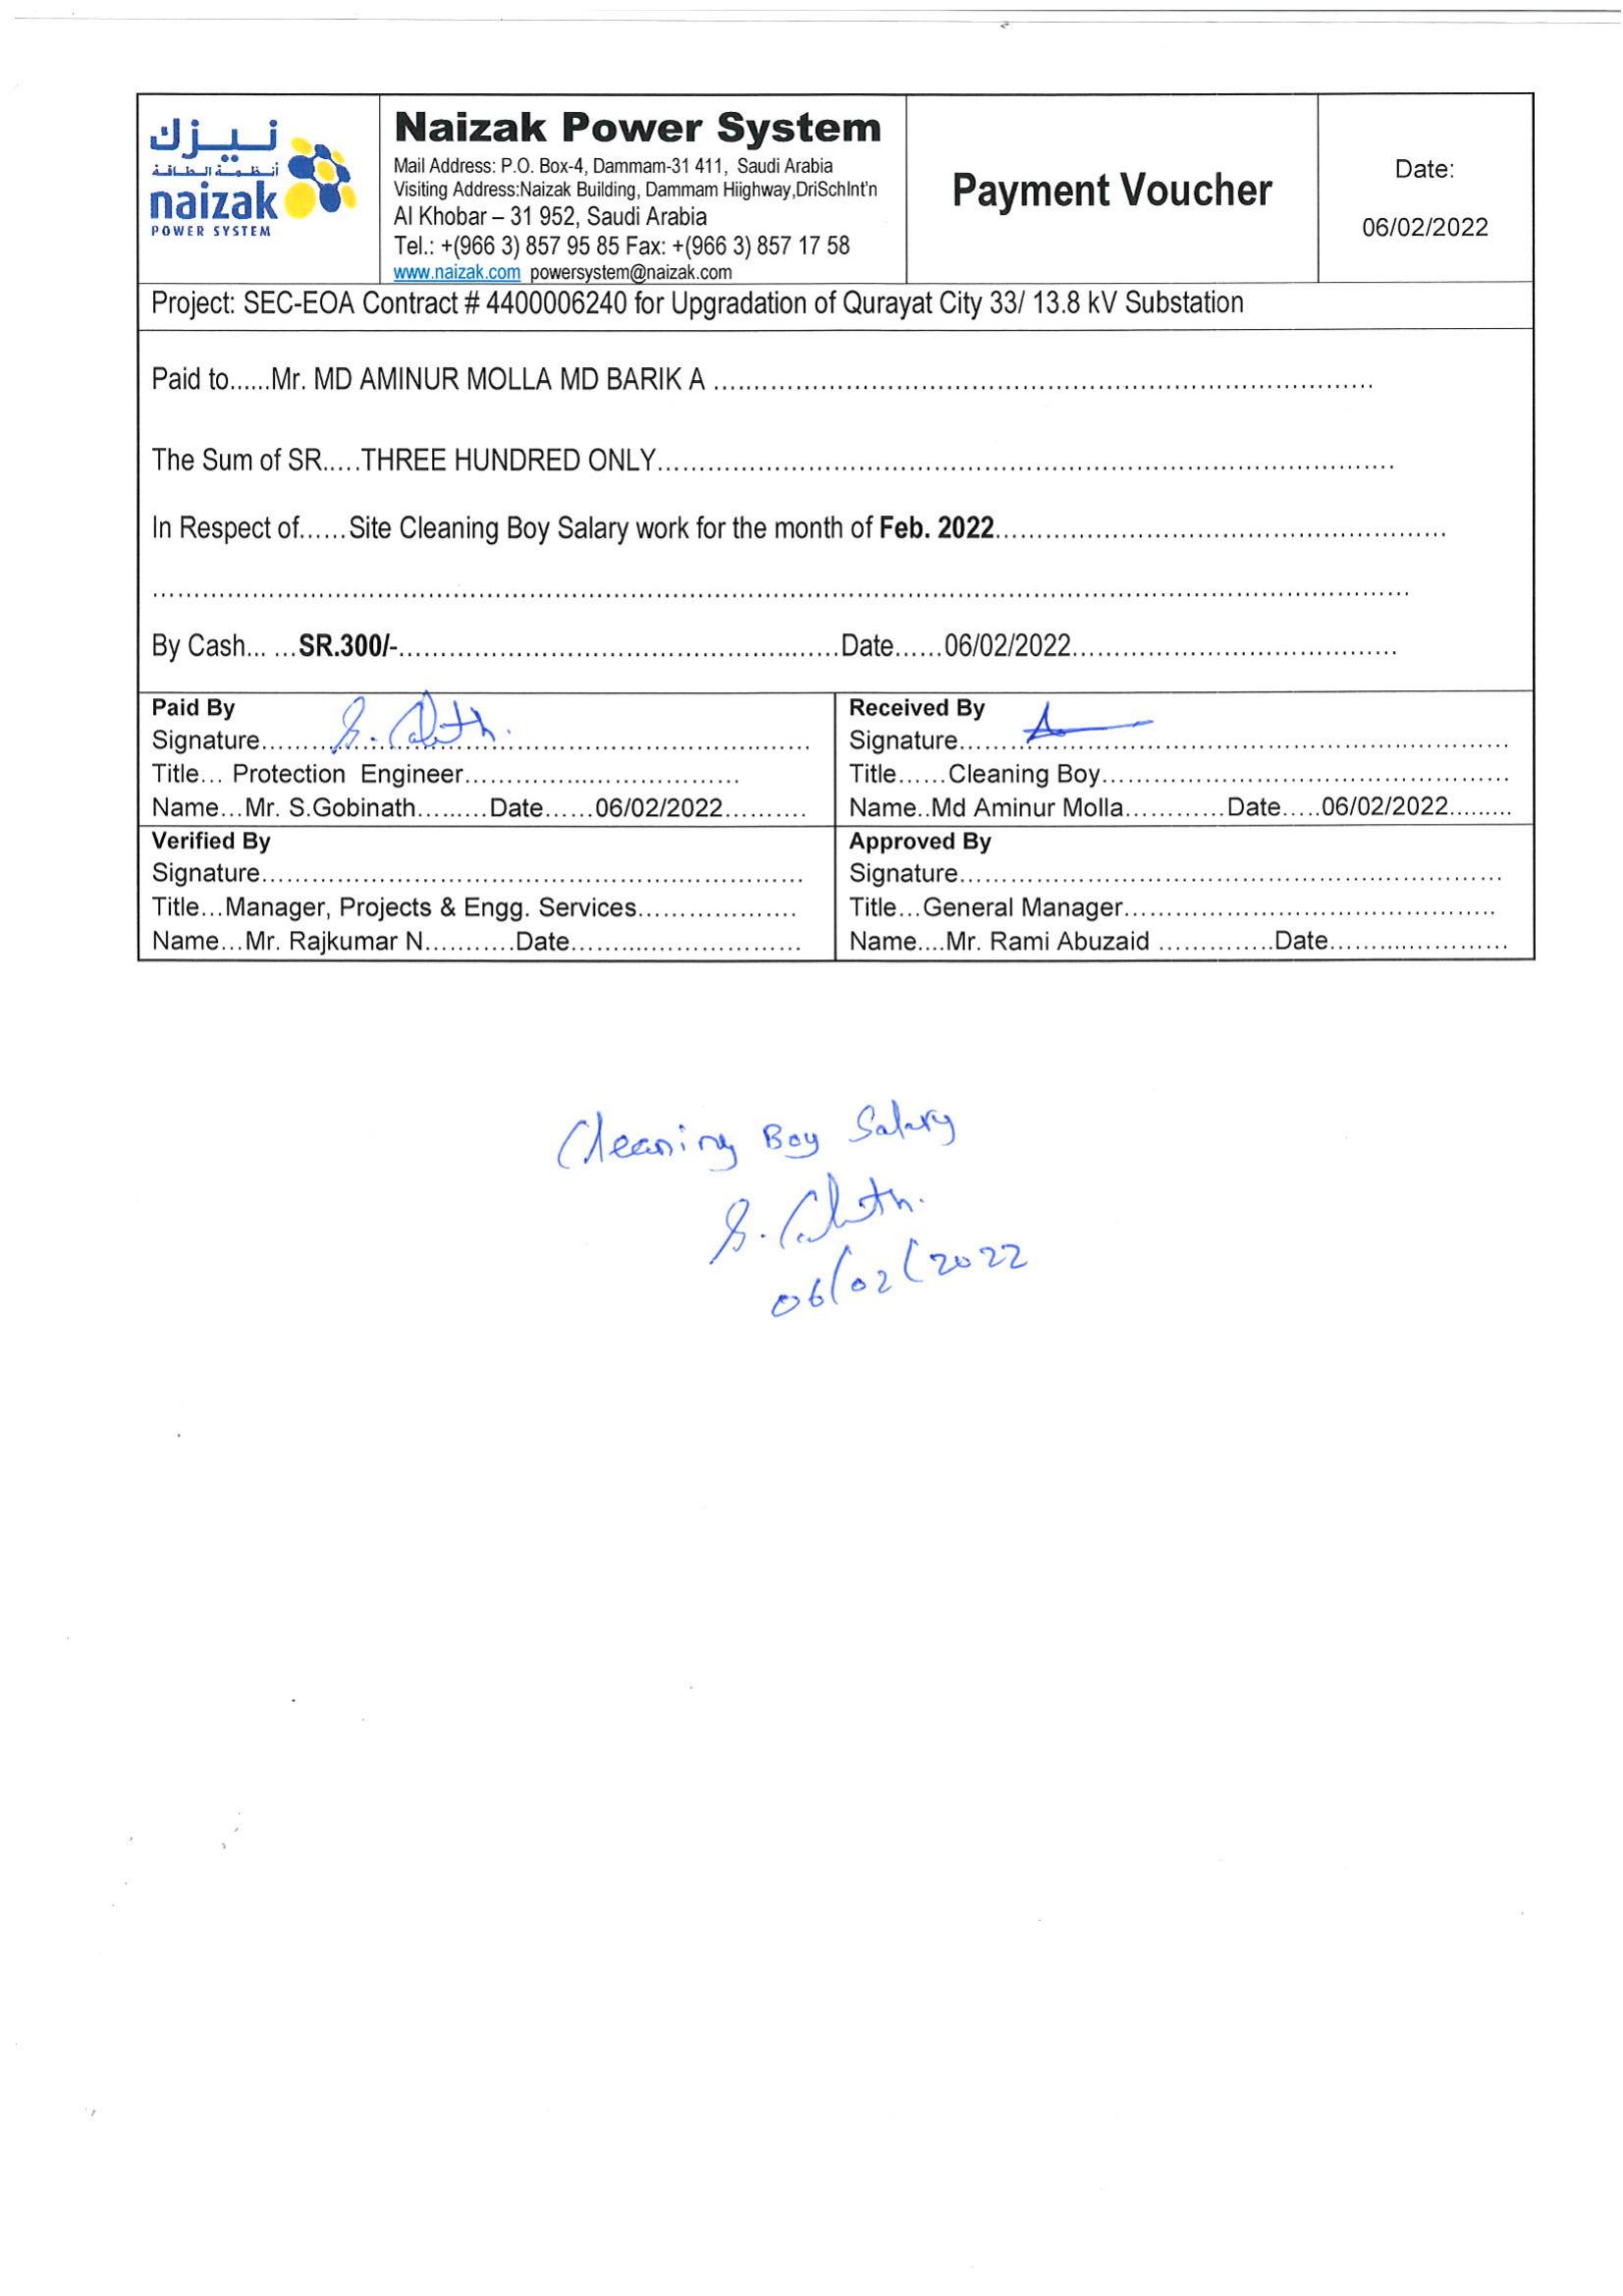 نيزك
أنظمة الطاقة
naizak
POWER SYSTEM
Naizak Power System
Mail Address: P.O. Box-4, Dammam-31 411, Saudi Arabia
Visiting Address:Naizak Building, Dammam Hiighway,DriSchInt'n
Al Khobar – 31 952, Saudi Arabia
Tel.: +(966 3) 857 95 85 Fax: +(966 3) 857 17 58
www.naizak.com powersystem@naizak.com
Payment Voucher
Date:
06/02/2022
Project: SEC-EOA Contract # 4400006240 for Upgradation of Qurayat City 33/ 13.8 kV Substation
Paid to......Mr. MD AMINUR MOLLA MD BARIK A ..........
The Sum of SR.....THREE HUNDRED ONLY..........
In Respect of......Site Cleaning Boy Salary work for the month of Feb. 2022..........
By Cash... ...SR.300/-..........Date......06/02/2022..........
Paid By
Signature..........
Title... Protection Engineer..........
Name...Mr. S.Gobinath.........Date......06/02/2022..........
Received By
Signature..........
Title......Cleaning Boy..........
Name..Md Aminur Molla............Date.....06/02/2022.........
Verified By
Signature..........
Title...Manager, Projects & Engg. Services..........
Name...Mr. Rajkumar N...........Date..........
Approved By
Signature..........
Title...General Manager..........
Name....Mr. Rami Abuzaid ..............Date..........
Cleaning Boy Salary
06/02/2022